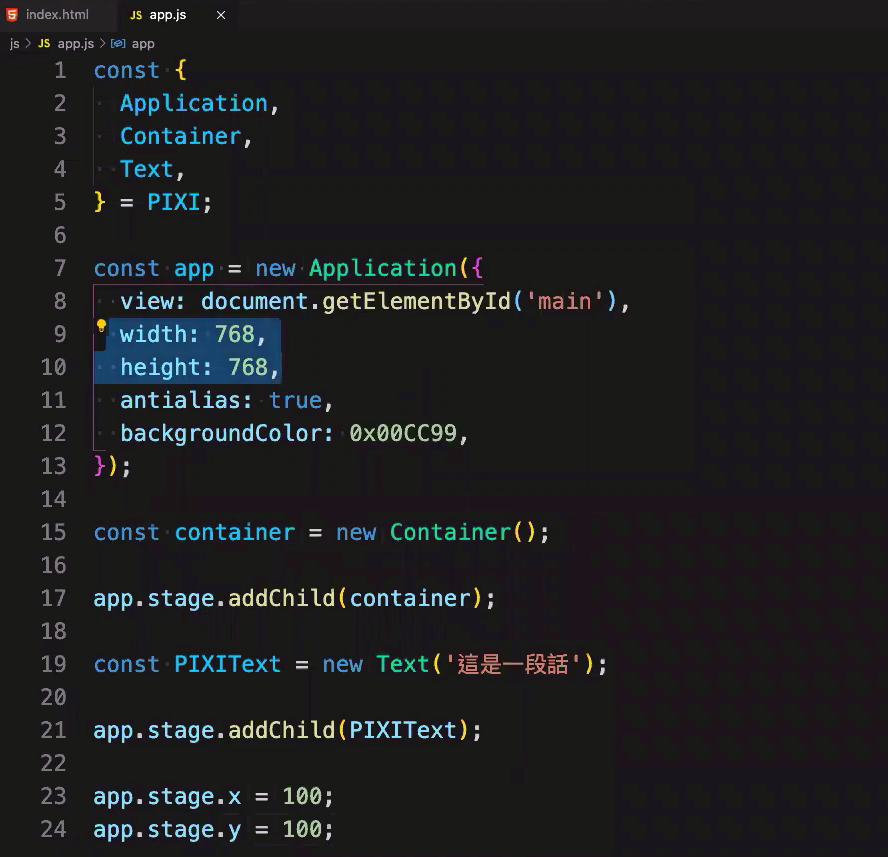 index.html
JS app.js ×
js > JS app.js > app
1 const {
2 Application,
3 Container,
4 Text,
5 } = PIXI;
6
7 const app = new Application({
8 view: document.getElementById('main'),
9 width: 768,
10 height: 768,
11 antialias: true,
12 backgroundColor: 0x00CC99,
13 });
14
15 const container = new Container();
16
17 app.stage.addChild(container);
18
19 const PIXIText = new Text('這是一段話');
20
21 app.stage.addChild(PIXIText);
22
23 app.stage.x = 100;
24 app.stage.y = 100;